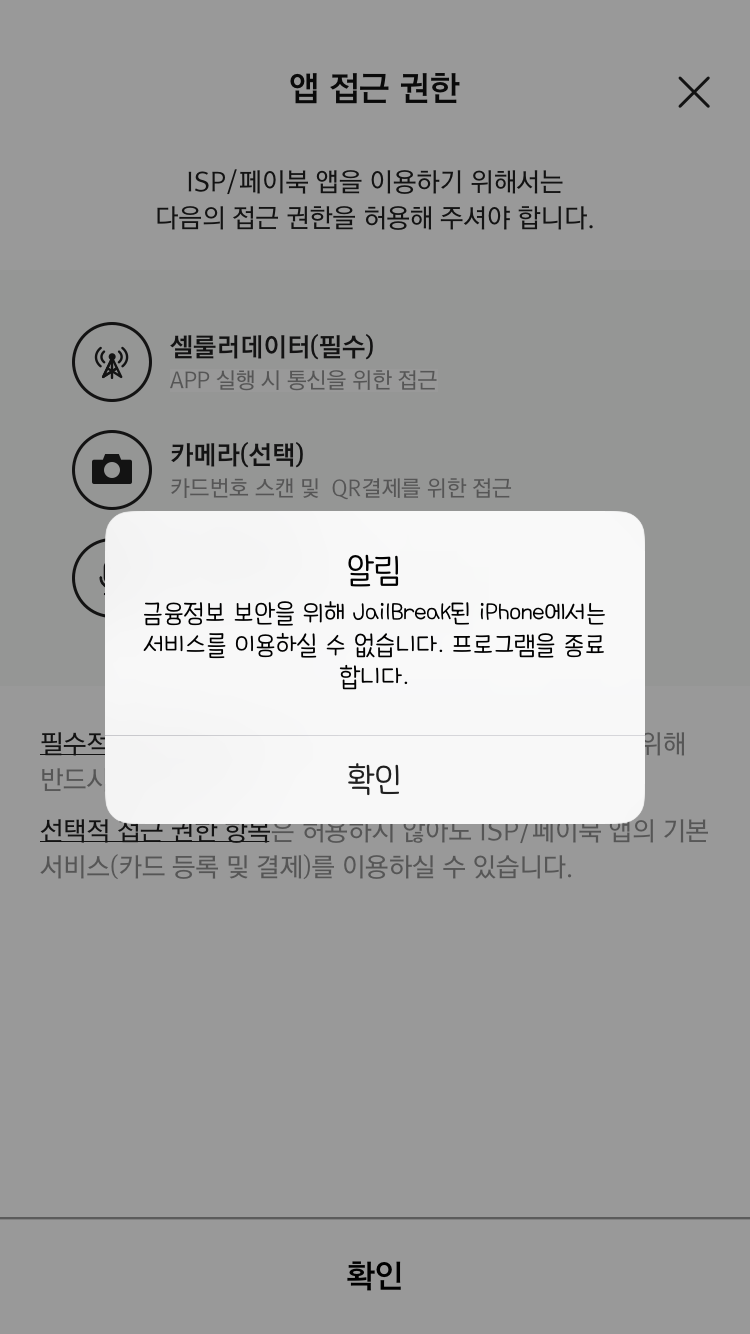 앱 접근 권한
ISP/페이북 앱을 이용하기 위해서는
다음의 접근 권한을 허용해 주셔야 합니다.
셀룰러데이터(필수)
APP 실행 시 통신을 위한 접근
카메라(선택)
카드번호 스캔 및 QR결제를 위한 접근
알림
금융정보 보안을 위해 JailBreak된 iPhone에서는
서비스를 이용하실 수 없습니다. 프로그램을 종료
합니다.
확인
필수적 위해
반드시
선택적 접근 권한 항목은 허용하지 않아도 ISP/페이북 앱의 기본
서비스(카드 등록 및 결제)를 이용하실 수 있습니다.
확인